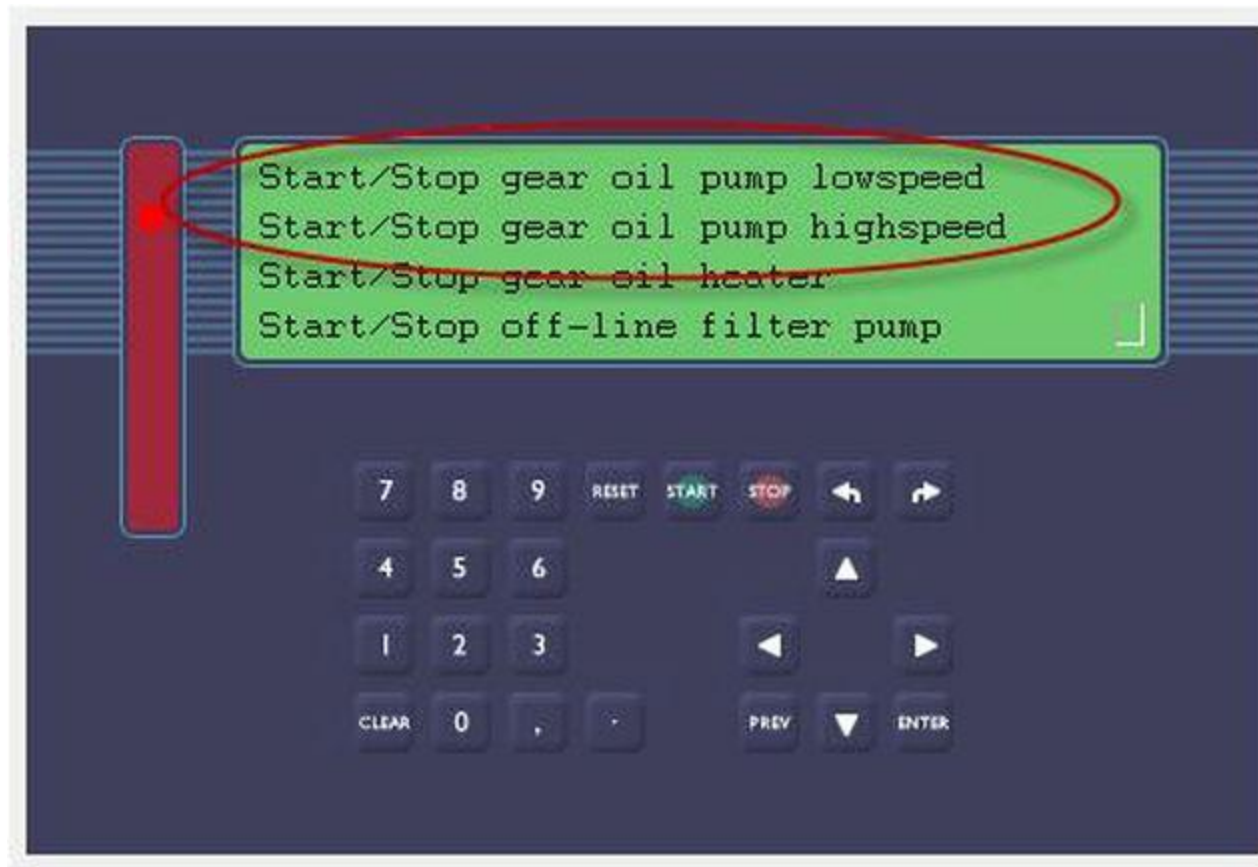 Start/Stop gear oil pump lowspeed
Start/Stop gear oil pump highspeed
Start/Stop gear oil heater
Start/Stop off-line filter pump
7 8 9 RESET START STOP
4 5 6
1 2 3
CLEAR 0 , . PREV ENTER